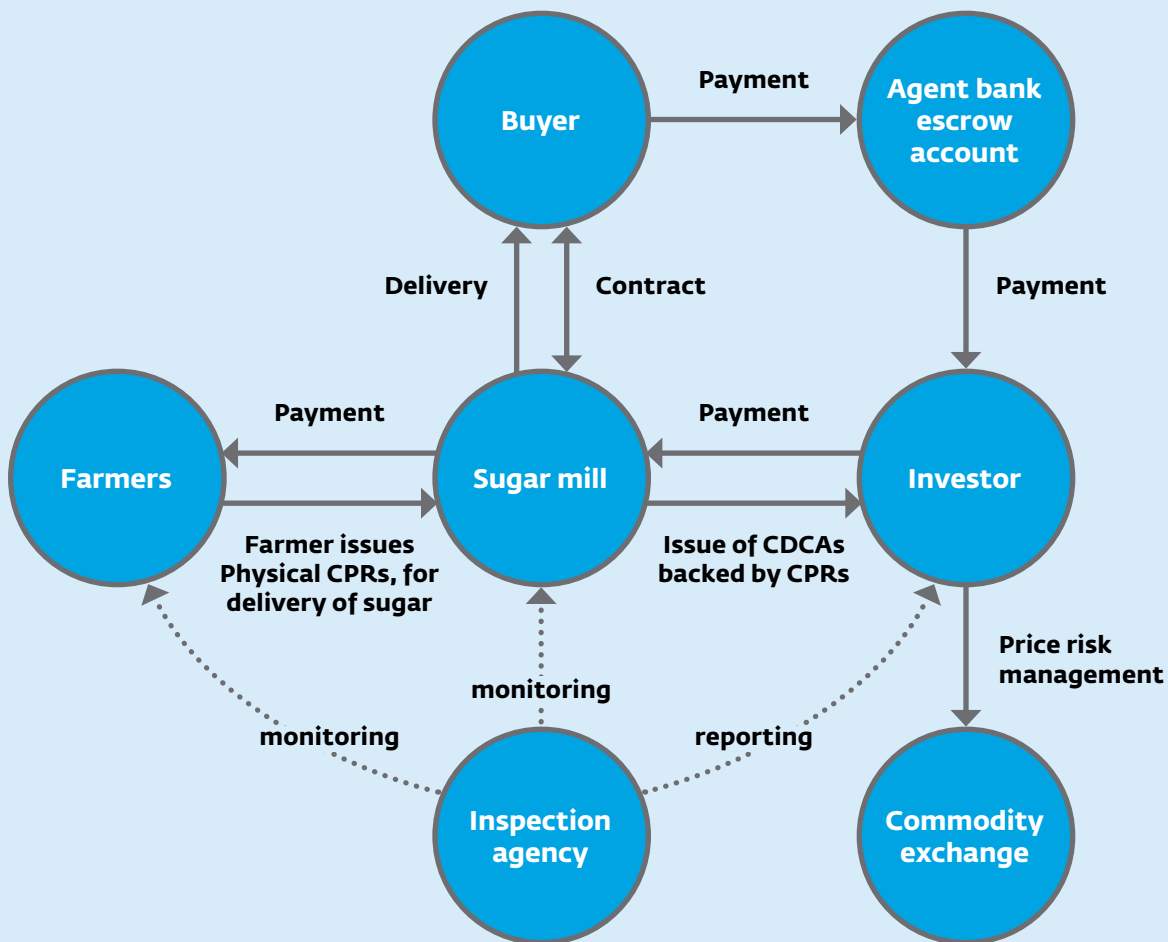 Buyer
Payment
Agent bank
escrow
account
Delivery
Contract
Payment
Farmers
Payment
Sugar mill
Payment
Investor
Farmer issues
Physical CPRs, for
delivery of sugar
Issue of CDCAs
backed by CPRs
monitoring
monitoring
reporting
Price risk
management
Inspection
agency
Commodity
exchange